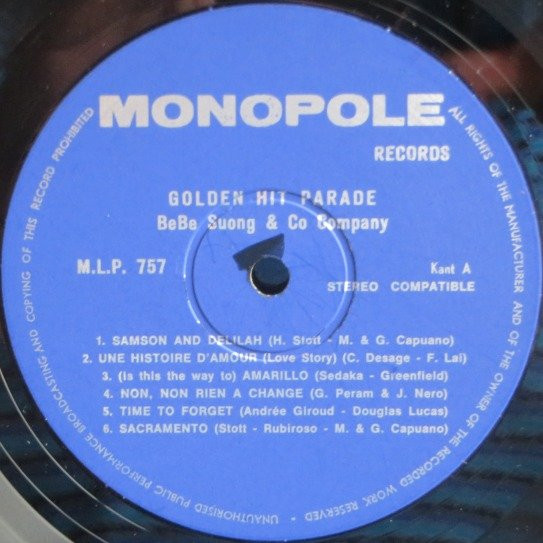 MONOPOLE
RECORDS
GOLDEN HIT PARADE
BeBe Suong & Co Company
M.L.P. 757
Kant A
STEREO COMPATIBLE
1. SAMSON AND DELILAH (H. Stott - M. & G. Capuano)
2. UNE HISTOIRE D'AMOUR (Love Story) (C. Desage - F. Lai)
3. (is this the way to) AMARILLO (Sedaka - Greenfield)
4. NON, NON RIEN A CHANGE (G. Peram & J. Nero)
5. TIME TO FORGET (Andrée Giroud - Douglas Lucas)
6. SACRAMENTO (Stott - Rubiroso - M. & G. Capuano)
ALL RIGHTS OF THE MANUFACTURER AND OF THE OWNER OF THE RECORDED WORK RESERVED - UNAUTHORISED PUBLIC PERFORMANCE BROADCASTING AND COPYING OF THIS RECORD PROHIBITED